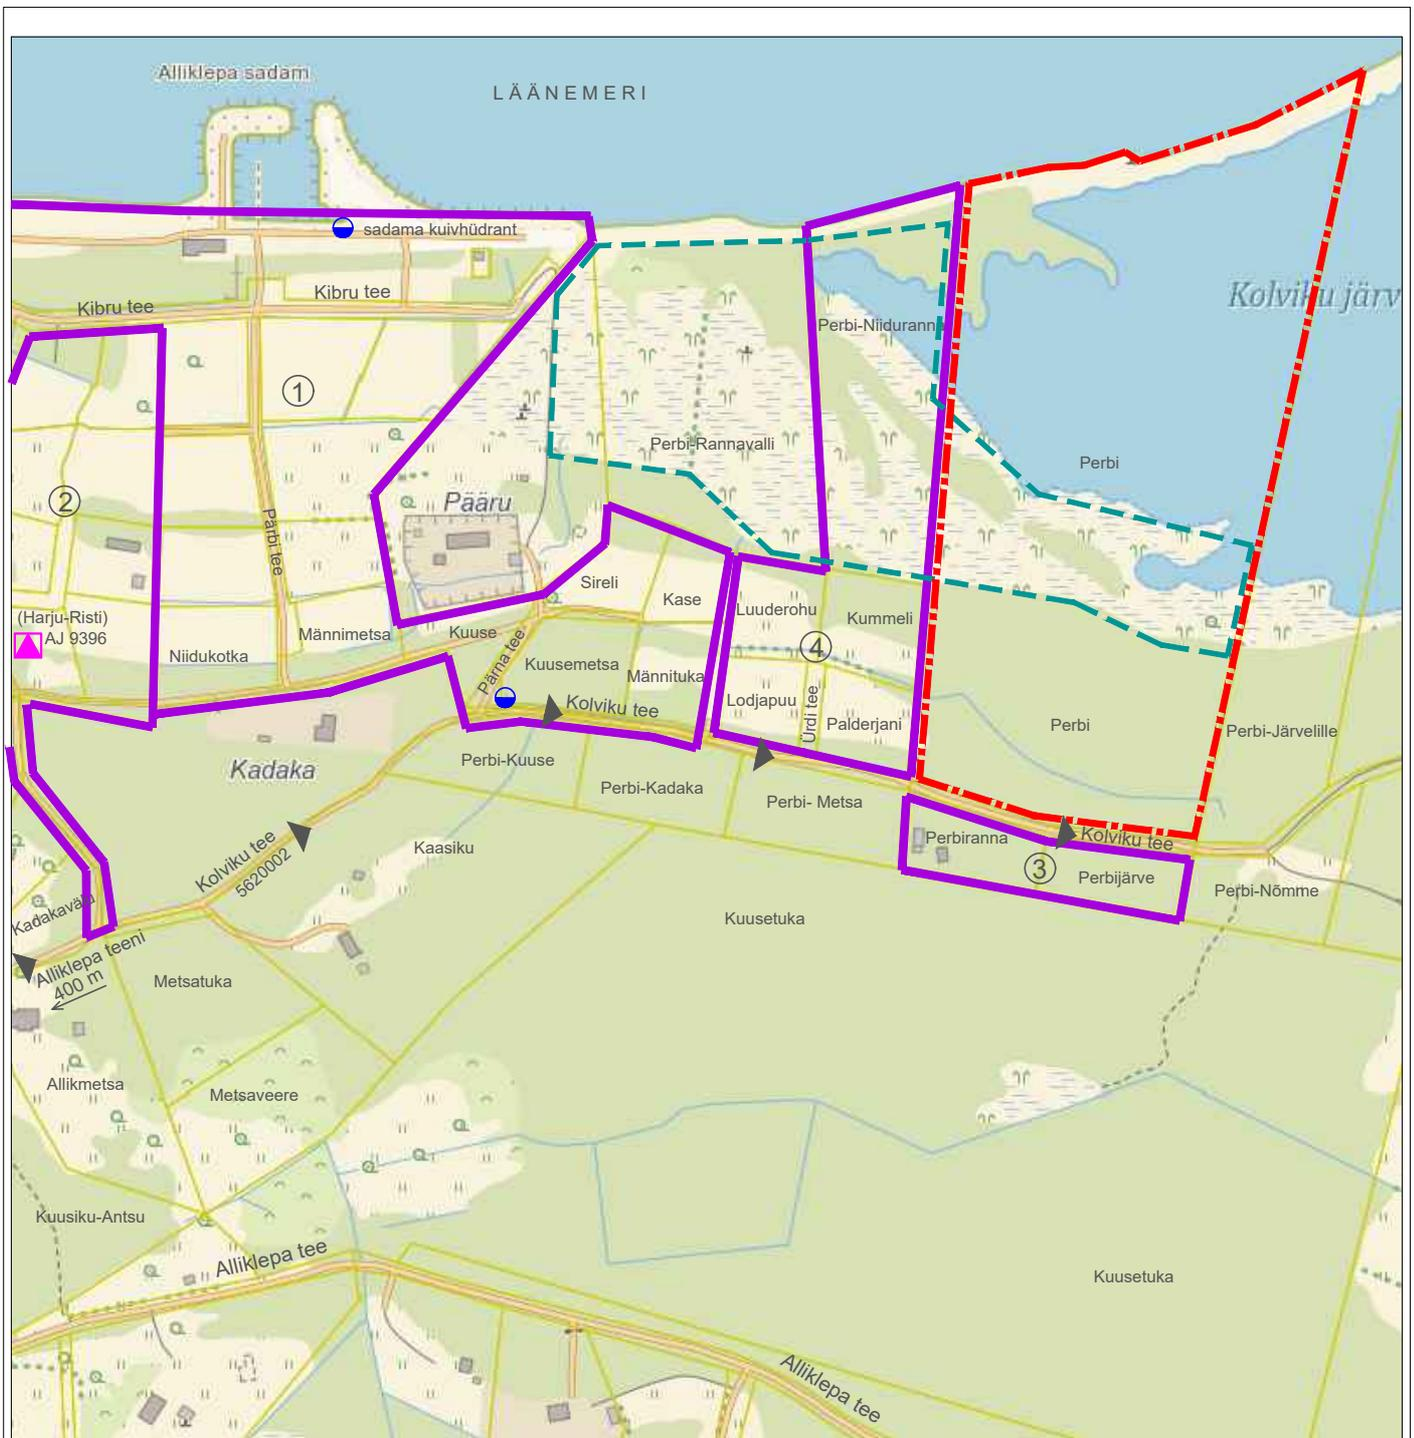 Alliklepa sadam
LÄÄNEMERI
sadama kuivhüdrant
Kibru tee
Kibru tee
Kolviku järv
Perbi-Niiduranna
1
Perbi-Rannavalli
Perbi
2
Pääru
Pärbi tee
Sireli
Kase
Luuderohu
Kummeli
(Harju-Risti)
AJ 9396
Männimetsa
Kuuse
4
Niidukotka
Pärna tee
Kuusemetsa
Männituka
Lodjapuu
Ürdi tee
Palderjani
Kolviku tee
Perbi
Perbi-Järvelille
Kadaka
Perbi-Kuuse
Perbi-Kadaka
Perbi- Metsa
Perbiranna
Kolviku tee
Kolviku tee
5620002
Kaasiku
3
Perbijärve
Perbi-Nõmme
Kadakavälja
Kuusetuka
Alliklepa teeni
400 m
Metsatuka
Allikmetsa
Metsaveere
Kuusiku-Antsu
Alliklepa tee
Kuusetuka
Alliklepa tee